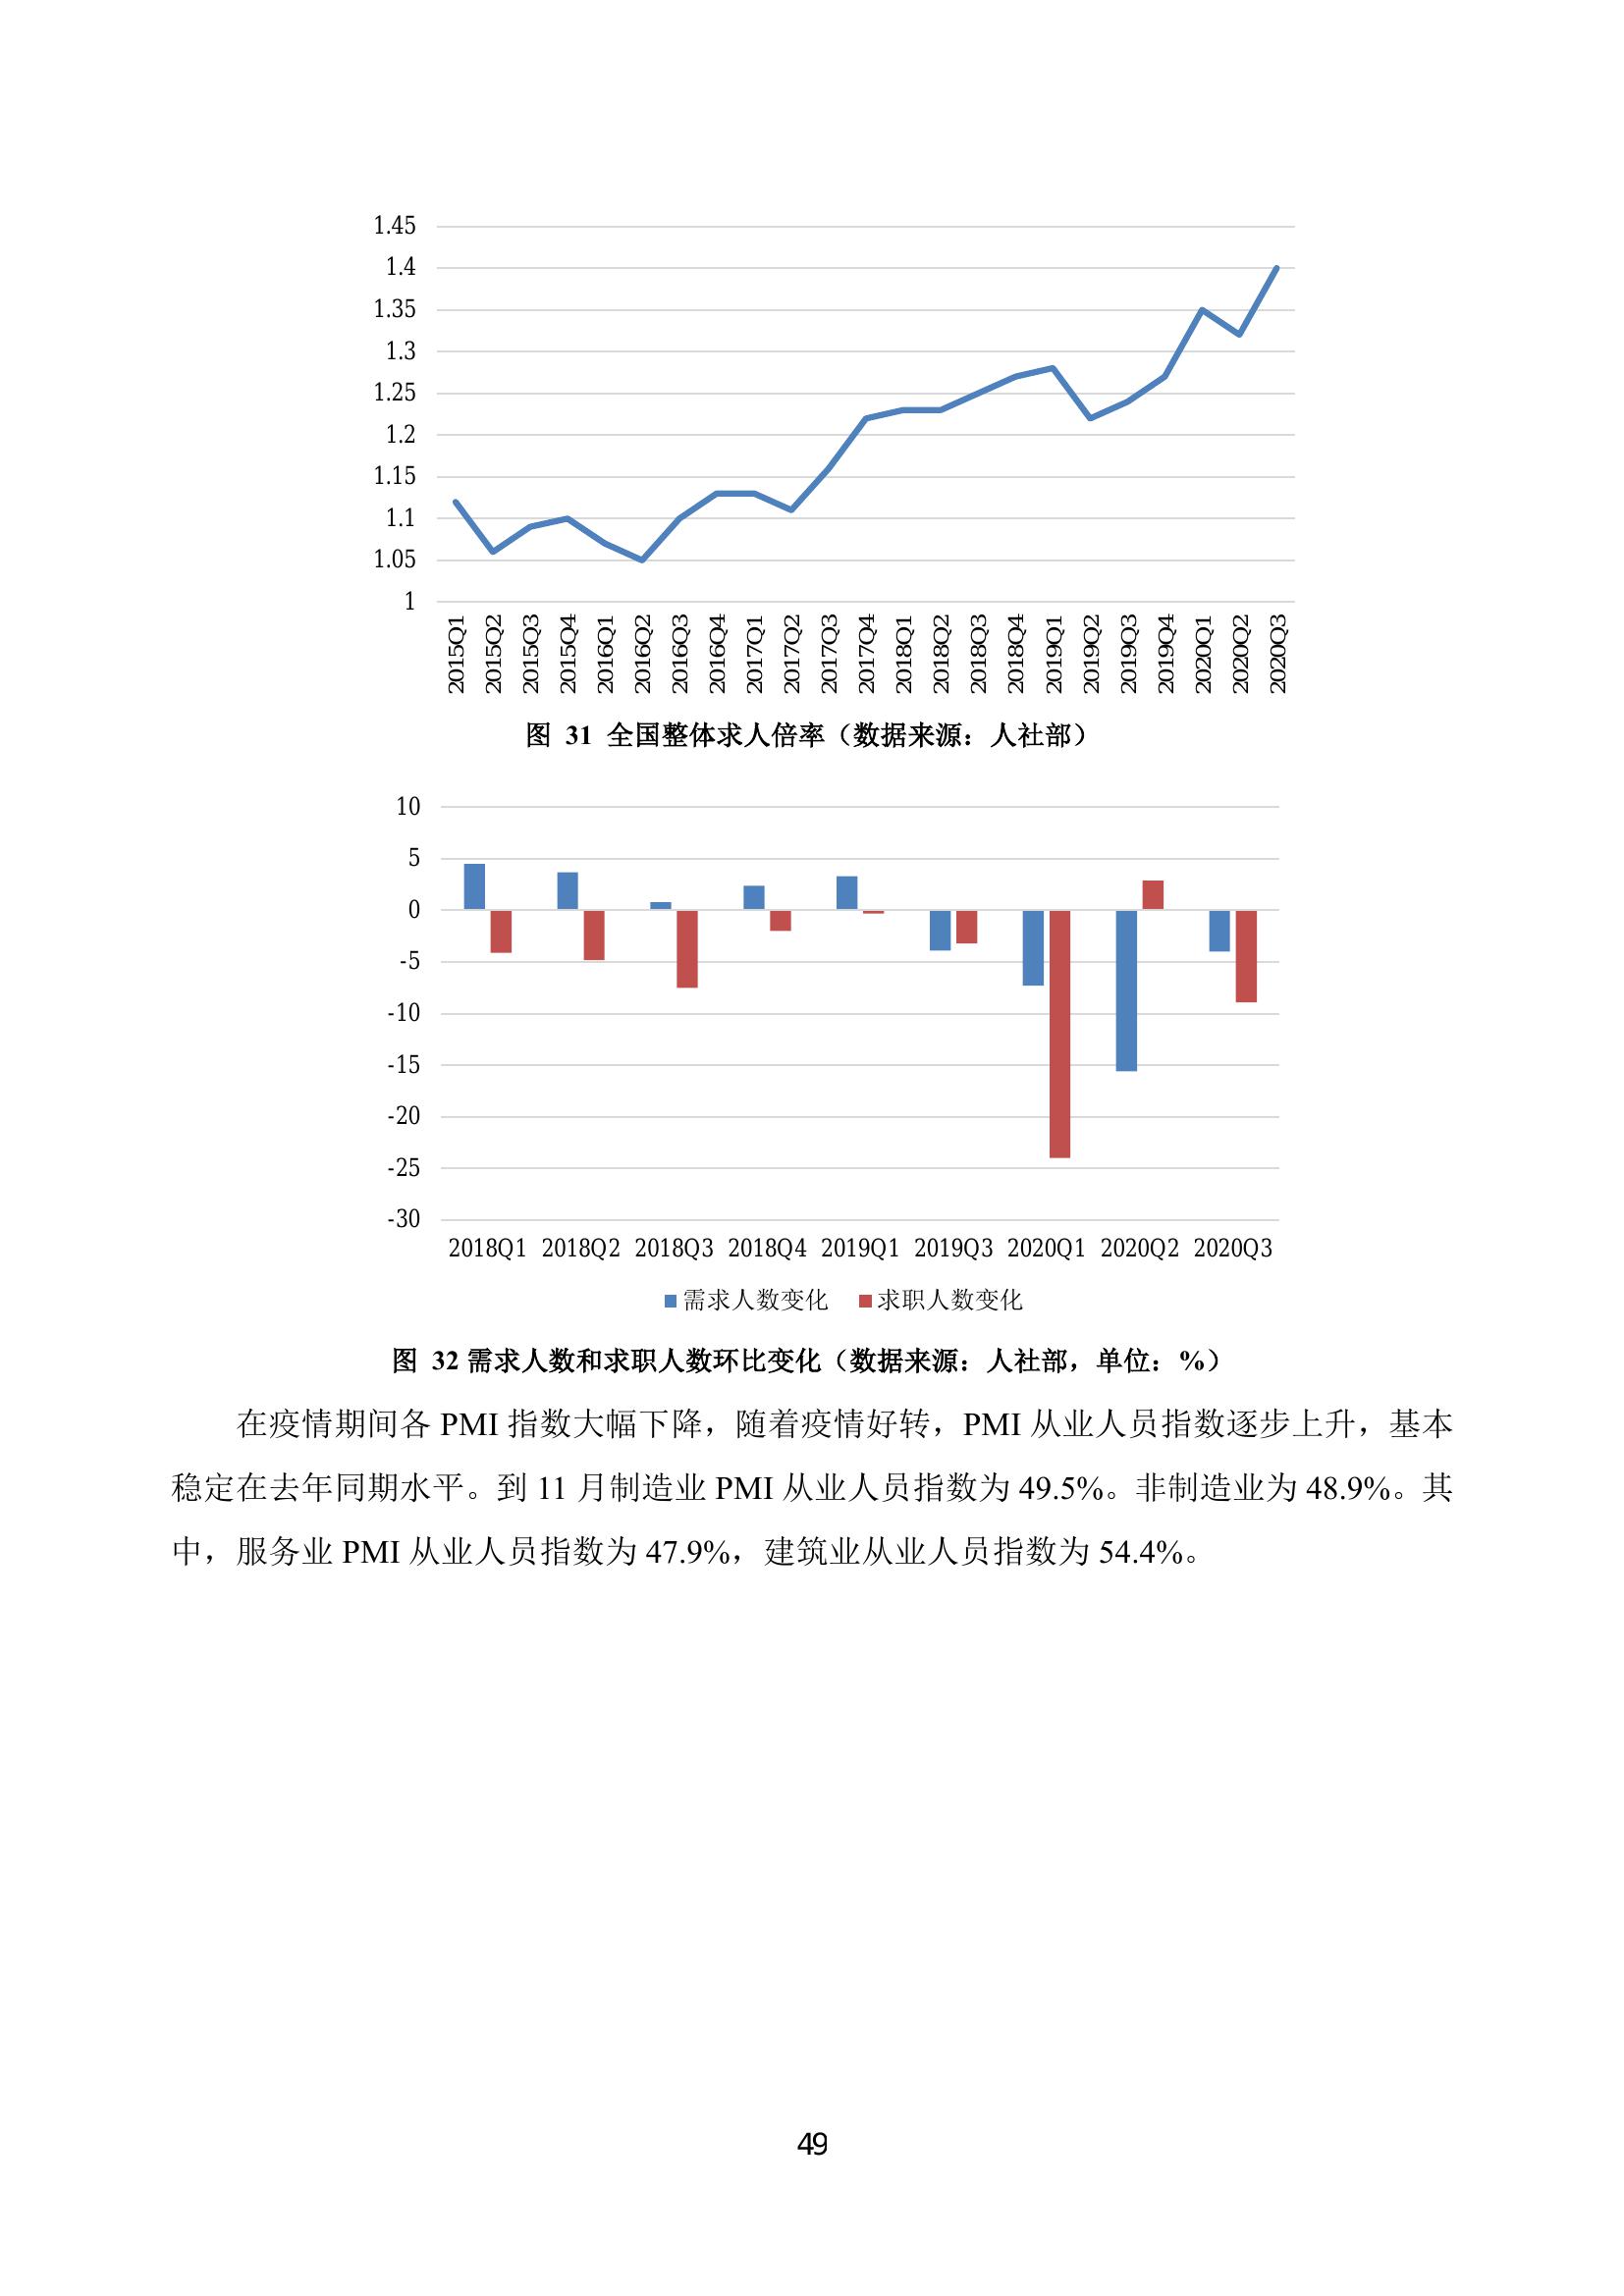 1.45
1.4
1.35
1.3
1.25
1.2
1.15
1.1
1.05
1
2015Q1
2015Q2
2015Q3
2015Q4
2016Q1
2016Q2
2016Q3
2016Q4
2017Q1
2017Q2
2017Q3
2017Q4
2018Q1
2018Q2
2018Q3
2018Q4
2019Q1
2019Q2
2019Q3
2019Q4
2020Q1
2020Q2
2020Q3
图 31 全国整体求人倍率（数据来源：人社部）
10
5
0
-5
-10
-15
-20
-25
-30
2018Q1 2018Q2 2018Q3 2018Q4 2019Q1 2019Q3 2020Q1 2020Q2 2020Q3
需求人数变化 求职人数变化
图 32 需求人数和求职人数环比变化（数据来源：人社部，单位：%）
在疫情期间各 PMI 指数大幅下降，随着疫情好转，PMI 从业人员指数逐步上升，基本
稳定在去年同期水平。到 11 月制造业 PMI 从业人员指数为 49.5%。非制造业为 48.9%。其
中，服务业 PMI 从业人员指数为 47.9%，建筑业从业人员指数为 54.4%。
49